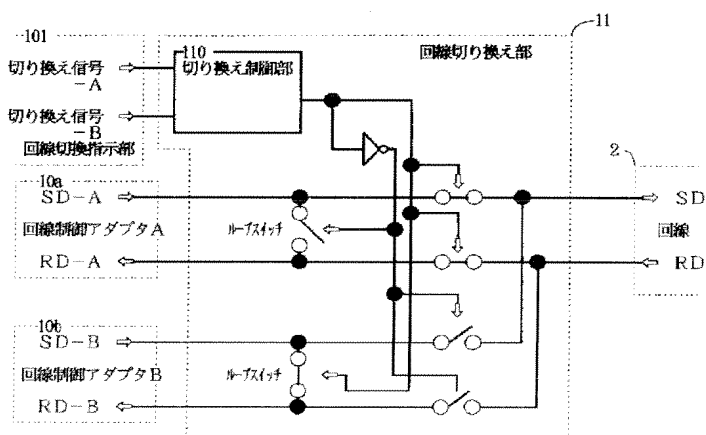 101
11
110
回線切り換え部
切り換え信号
-A
切り換え制御部
切り換え信号
-B
回線切換指示部
2
10a
SD-A
SD
回線制御アダプタA
ループスイッチ
回線
RD-A
RD
10b
SD-B
回線制御アダプタB
ループスイッチ
RD-B